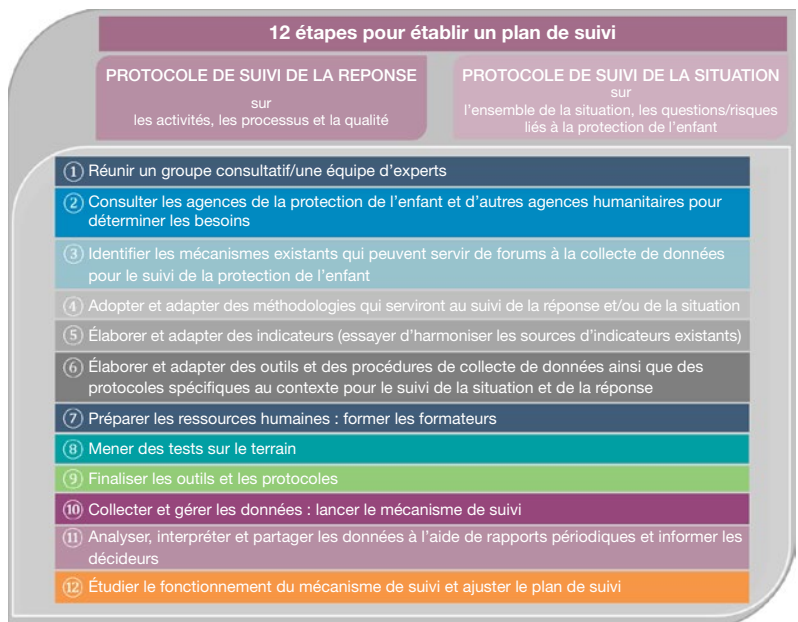 12 étapes pour établir un plan de suivi
PROTOCOLE DE SUIVI DE LA REPONSE
sur
les activités, les processus et la qualité
PROTOCOLE DE SUIVI DE LA SITUATION
sur
l'ensemble de la situation, les questions/risques
liés à la protection de l'enfant
1 Réunir un groupe consultatif/une équipe d'experts
2 Consulter les agences de la protection de l'enfant et d'autres agences humanitaires pour
déterminer les besoins
3 Identifier les mécanismes existants qui peuvent servir de forums à la collecte de données
pour le suivi de la protection de l'enfant
4 Adopter et adapter des méthodologies qui serviront au suivi de la réponse et/ou de la situation
5 Élaborer et adapter des indicateurs (essayer d'harmoniser les sources d'indicateurs existants)
6 Élaborer et adapter des outils et des procédures de collecte de données ainsi que des
protocoles spécifiques au contexte pour le suivi de la situation et de la réponse
7 Préparer les ressources humaines : former les formateurs
8 Mener des tests sur le terrain
9 Finaliser les outils et les protocoles
10 Collecter et gérer les données : lancer le mécanisme de suivi
11 Analyser, interpréter et partager les données à l'aide de rapports périodiques et informer les
décideurs
12 Étudier le fonctionnement du mécanisme de suivi et ajuster le plan de suivi